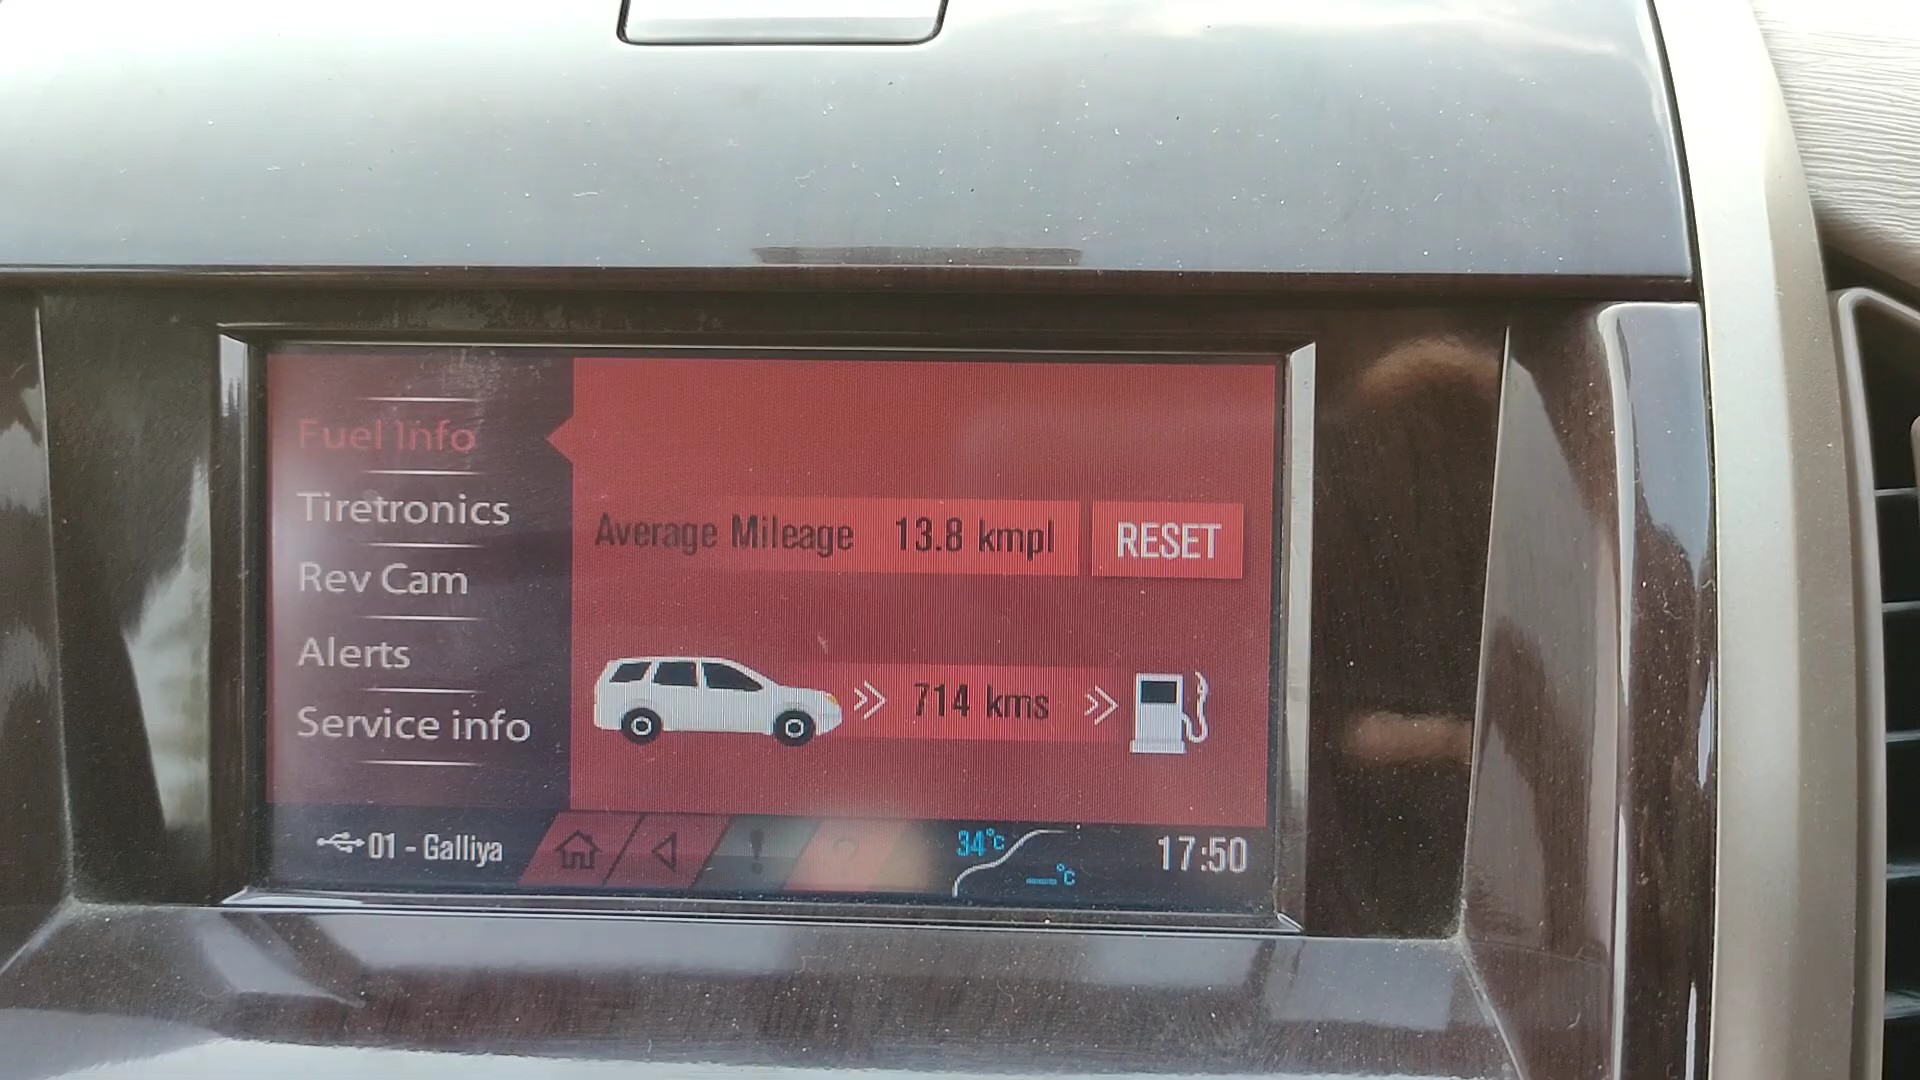 Fuel Info
Tiretronics
Rev Cam
Alerts
Service info
Average Mileage 13.8 kmpl RESET
714 kms
01 - Galliya
34°c
__°c
17:50